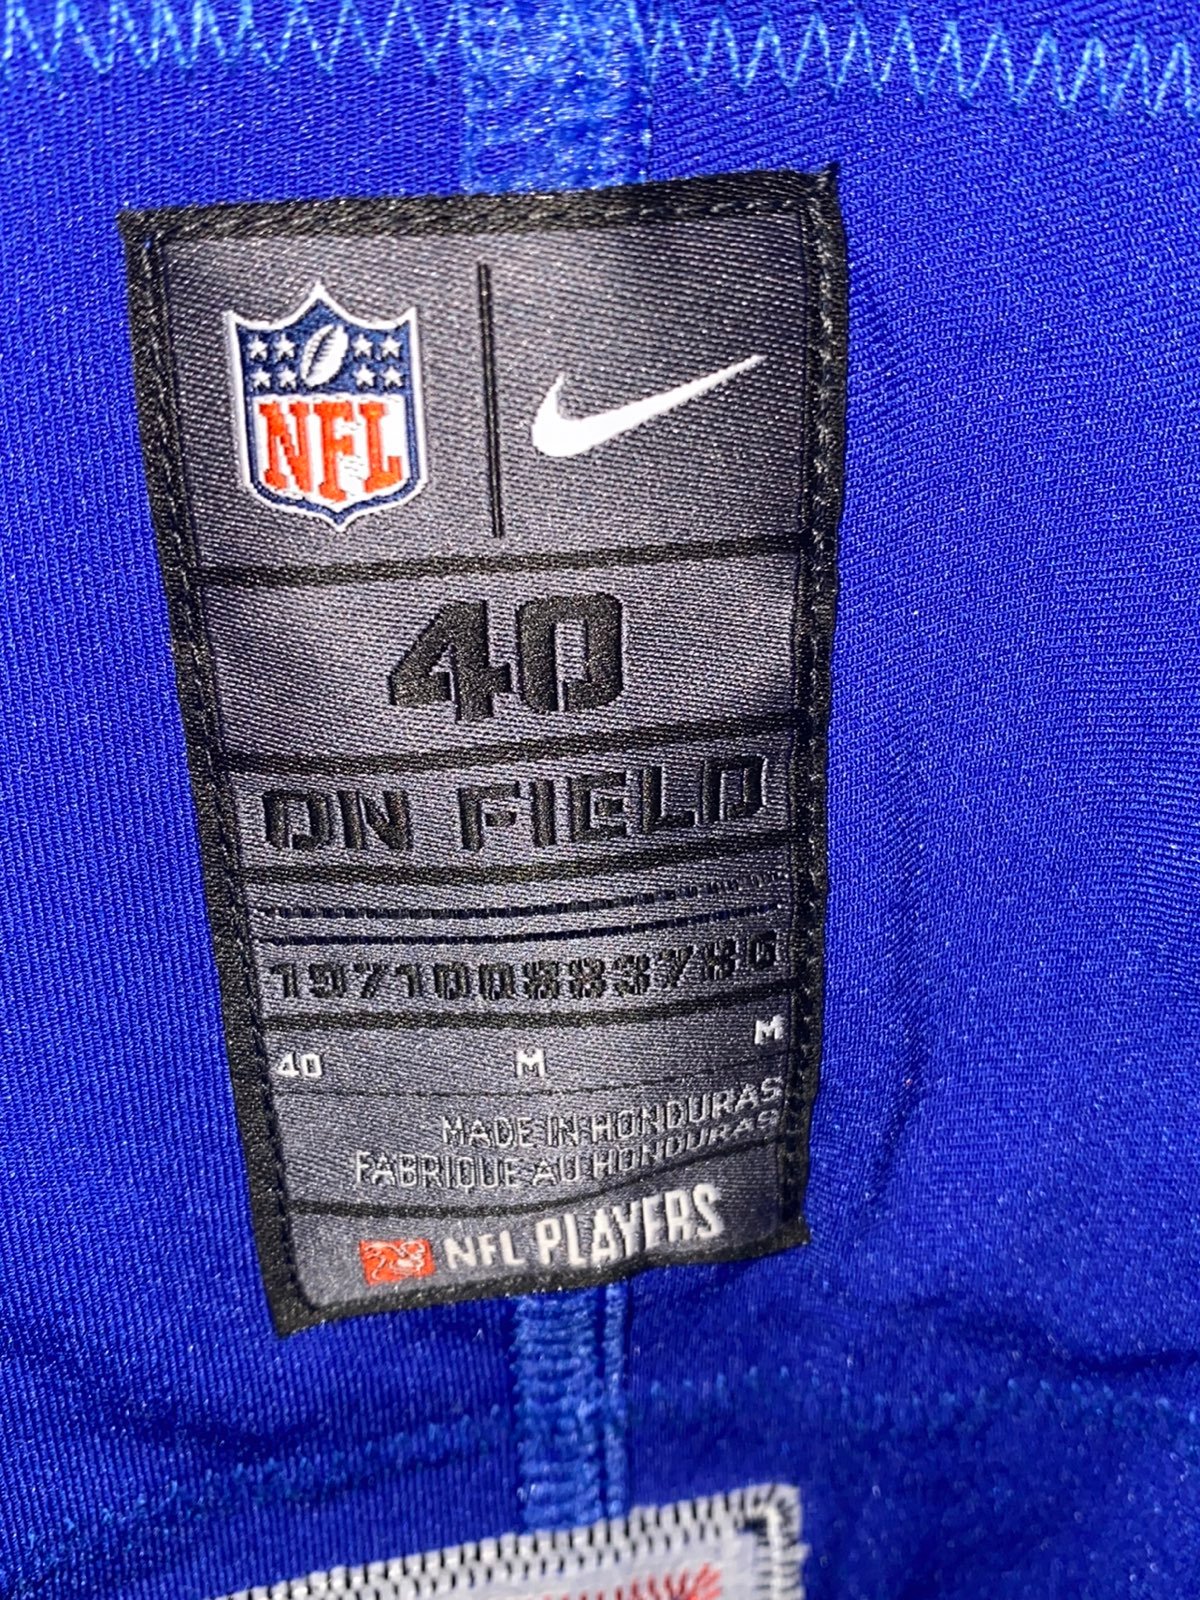 NFL
40
ON FIELD
40 M M
MADE IN HONDURAS
FABRIQUE AU HONDURAS
NFL PLAYERS